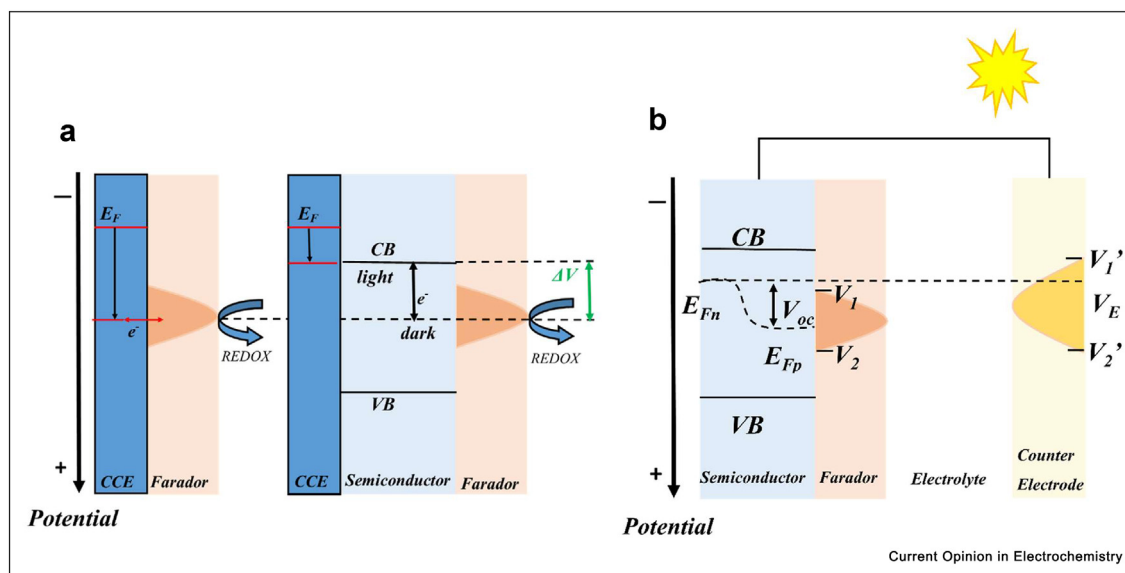 a
b
−
+
Potential
E_F
e⁻
CCE
Farador
REDOX
E_F
CB
light
e⁻
dark
ΔV
VB
REDOX
CCE
Semiconductor
Farador
−
+
Potential
CB
E_Fn
V_oc
E_Fp
VB
V_1
V_2
V_1'
V_E
V_2'
Semiconductor
Farador
Electrolyte
Counter
Electrode
Current Opinion in Electrochemistry